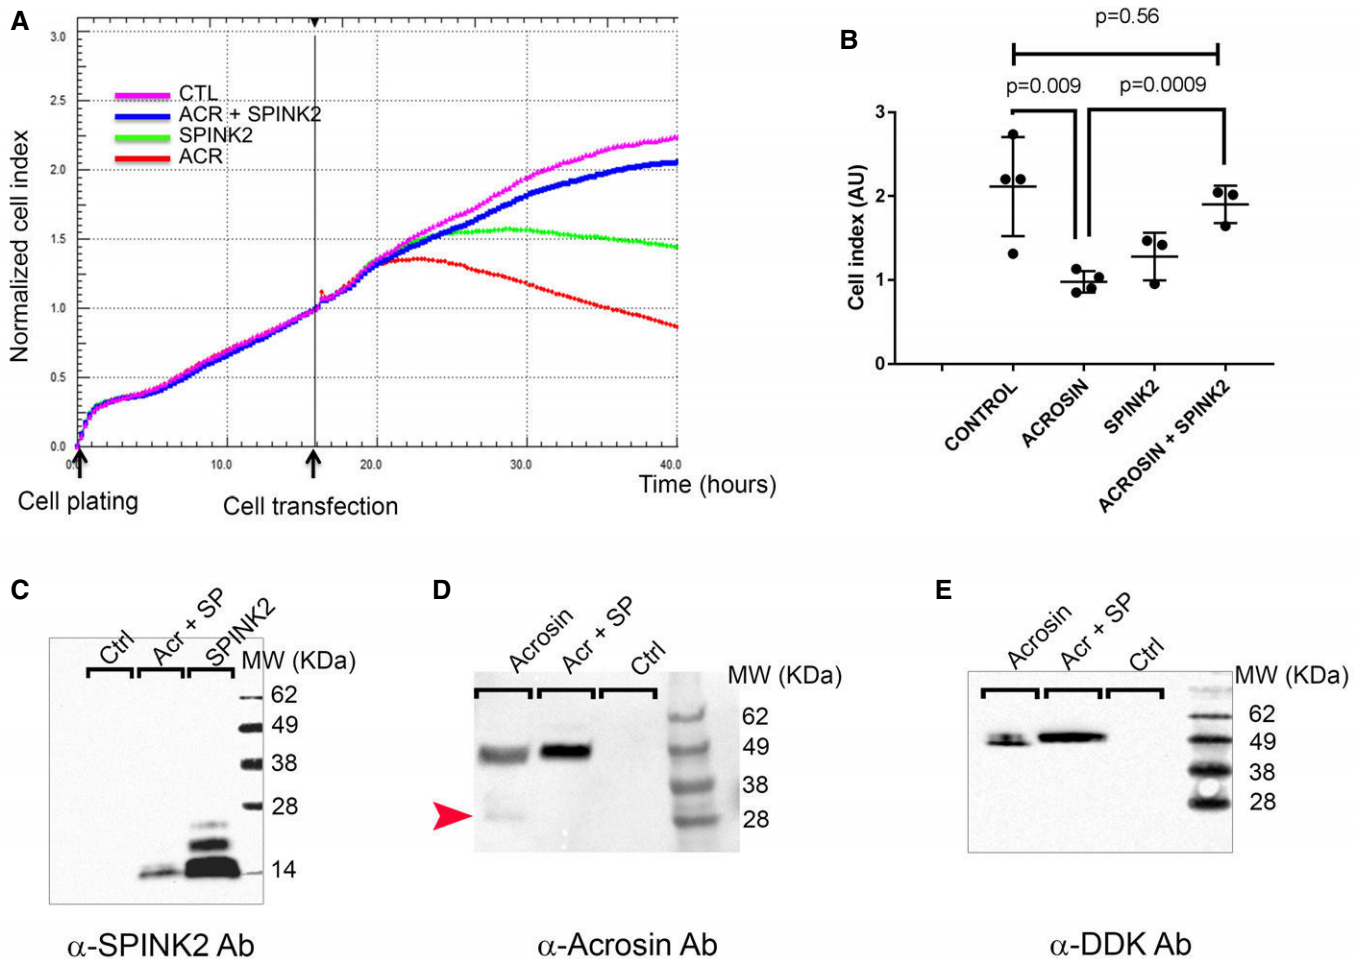 A
Normalized cell index
3.0
2.5
2.0
1.5
1.0
0.5
0.0
CTL
ACR + SPINK2
SPINK2
ACR
10.0
20.0
30.0
40.0
Time (hours)
Cell plating
Cell transfection
B
p=0.56
p=0.009
p=0.0009
Cell index (AU)
3
2
1
0
CONTROL
ACROSIN
SPINK2
ACROSIN + SPINK2
C
Ctrl
Acr + SP
SPINK2
MW (KDa)
62
49
38
28
14
α-SPINK2 Ab
D
Acrosin
Acr + SP
Ctrl
MW (KDa)
62
49
38
28
α-Acrosin Ab
E
Acrosin
Acr + SP
Ctrl
MW (KDa)
62
49
38
28
α-DDK Ab